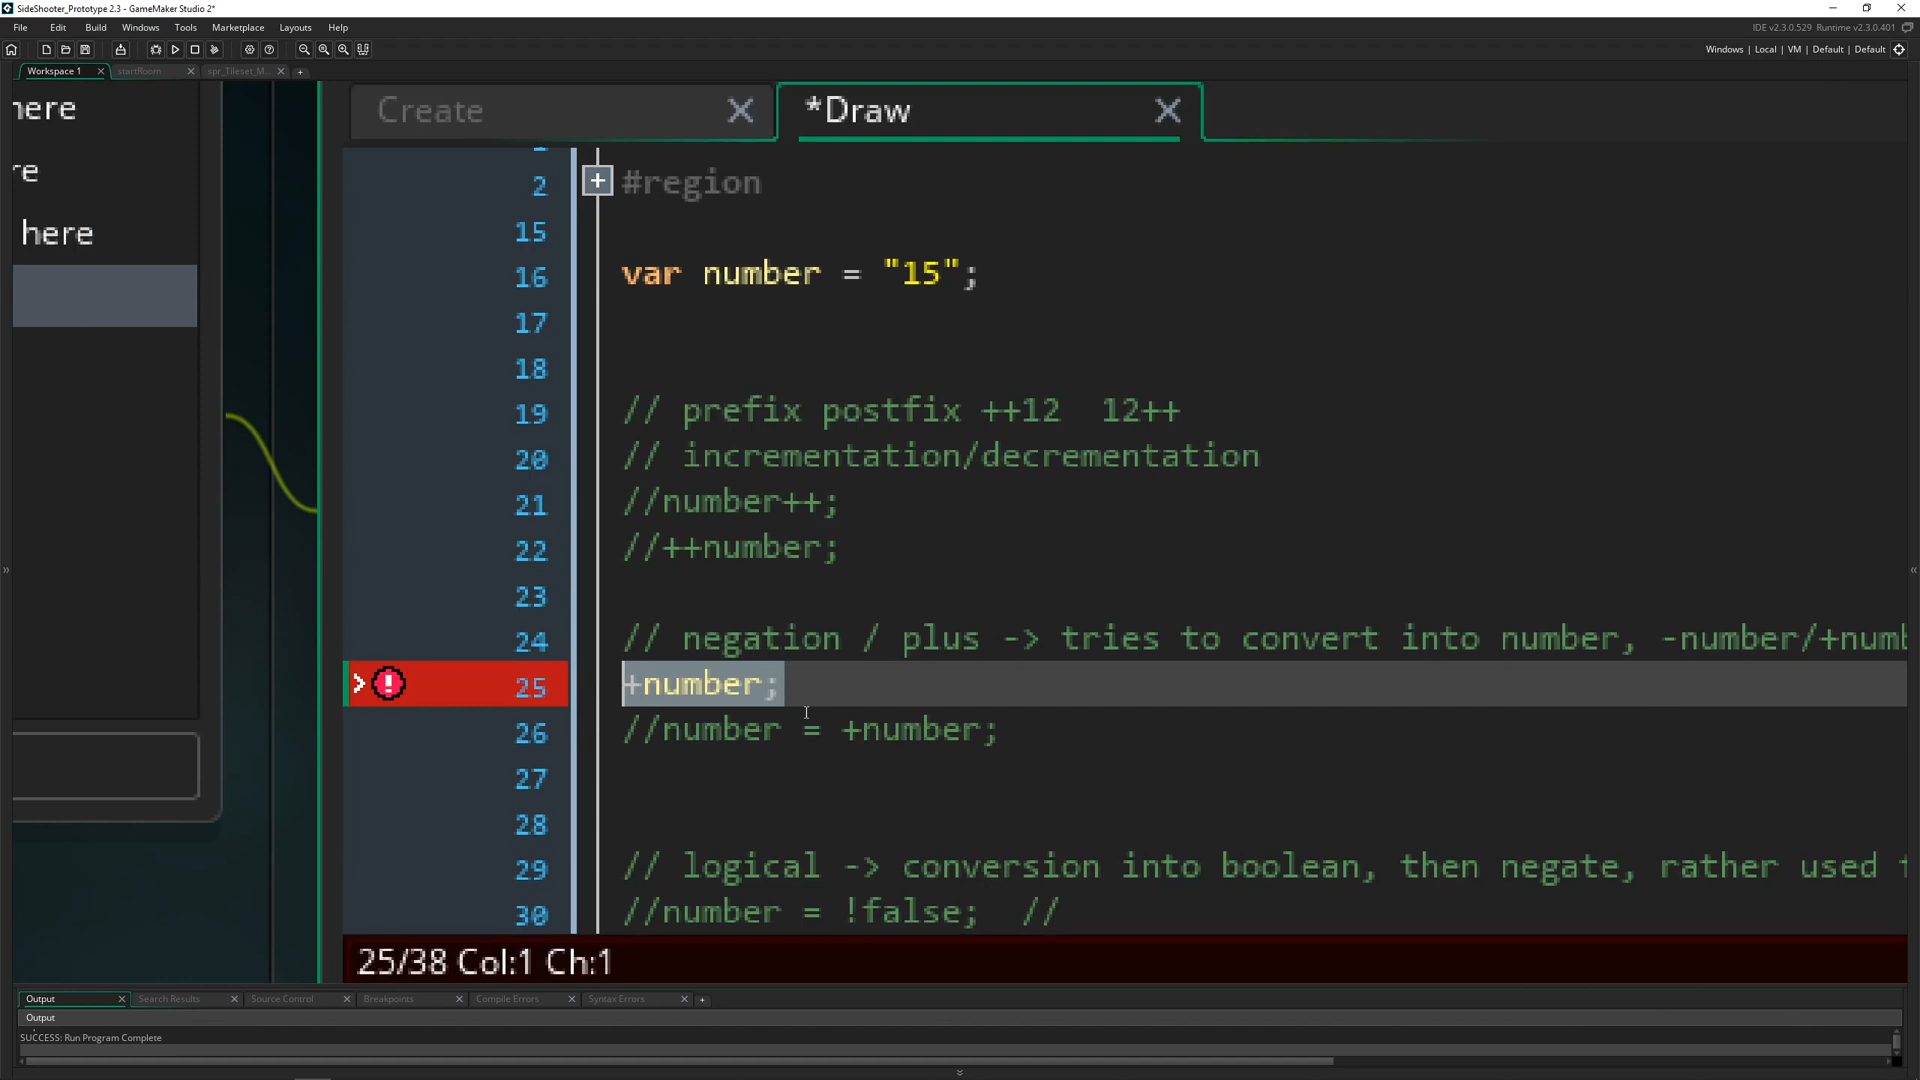 SideShooter_Prototype 2.3 - GameMaker Studio 2*
File Edit Build Windows Tools Marketplace Layouts Help
IDE v2.3.0.529 Runtime v2.3.0.401
Windows | Local | VM | Default | Default
Workspace 1 startRoom spr_Tileset_M...
here
re
here
Create *Draw
2 #region
15
16 var number = "15";
17
18
19 // prefix postfix ++12 12++
20 // incrementation/decrementation
21 //number++;
22 //++number;
23
24 // negation / plus -> tries to convert into number, -number/+numb
25 +number;
26 //number = +number;
27
28
29 // logical -> conversion into boolean, then negate, rather used
30 //number = !false; //
25/38 Col:1 Ch:1
Output Search Results Source Control Breakpoints Compile Errors Syntax Errors
Output
SUCCESS: Run Program Complete